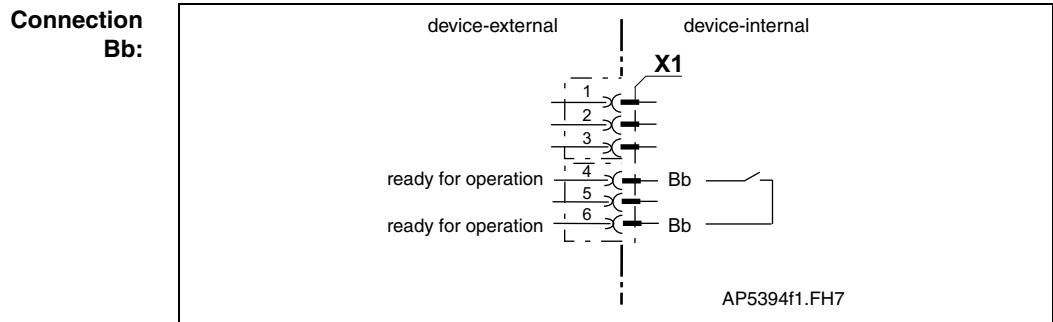 Connection
Bb:
device-external device-internal
X1
1
2
3
ready for operation 4 Bb
5
ready for operation 6 Bb
AP5394f1.FH7